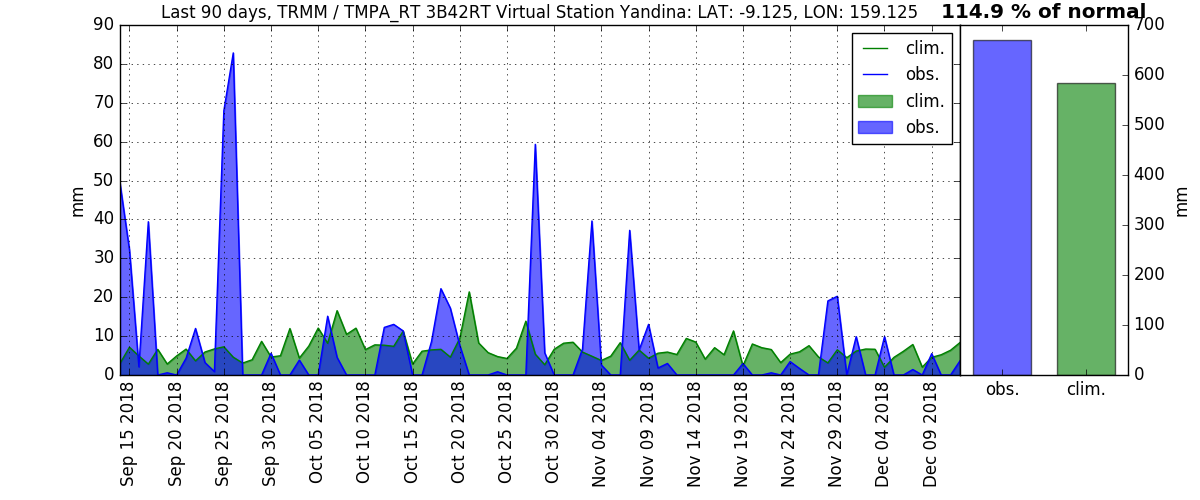 Last 90 days, TRMM / TMPA_RT 3B42RT Virtual Station Yandina: LAT: -9.125, LON: 159.125
114.9 % of normal
90
80
70
60
50
40
30
20
10
0
mm
clim.
obs.
clim.
obs.
700
600
500
400
300
200
100
0
mm
Sep 15 2018
Sep 20 2018
Sep 25 2018
Sep 30 2018
Oct 05 2018
Oct 10 2018
Oct 15 2018
Oct 20 2018
Oct 25 2018
Oct 30 2018
Nov 04 2018
Nov 09 2018
Nov 14 2018
Nov 19 2018
Nov 24 2018
Nov 29 2018
Dec 04 2018
Dec 09 2018
obs.
clim.